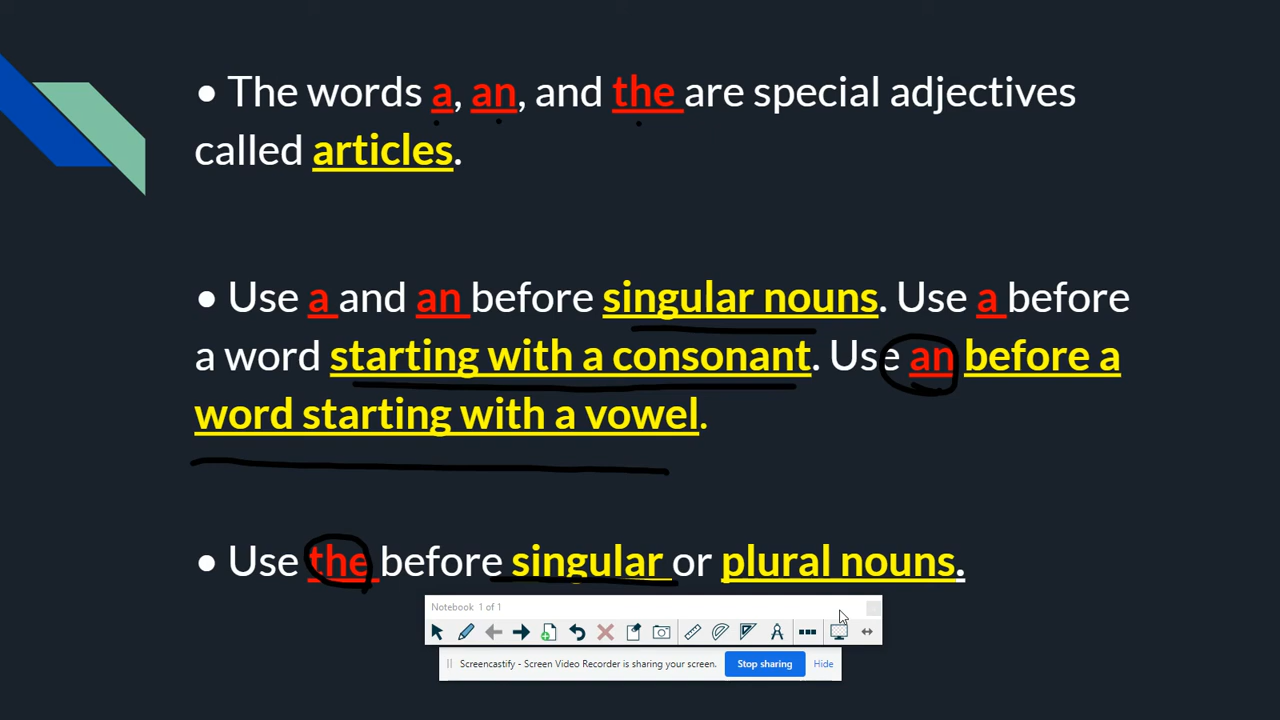 • The words a, an, and the are special adjectives
called articles.
• Use a and an before singular nouns. Use a before
a word starting with a consonant. Use an before a
word starting with a vowel.
• Use the before singular or plural nouns.
Notebook 1 of 1
Screencastify - Screen Video Recorder is sharing your screen. Stop sharing Hide